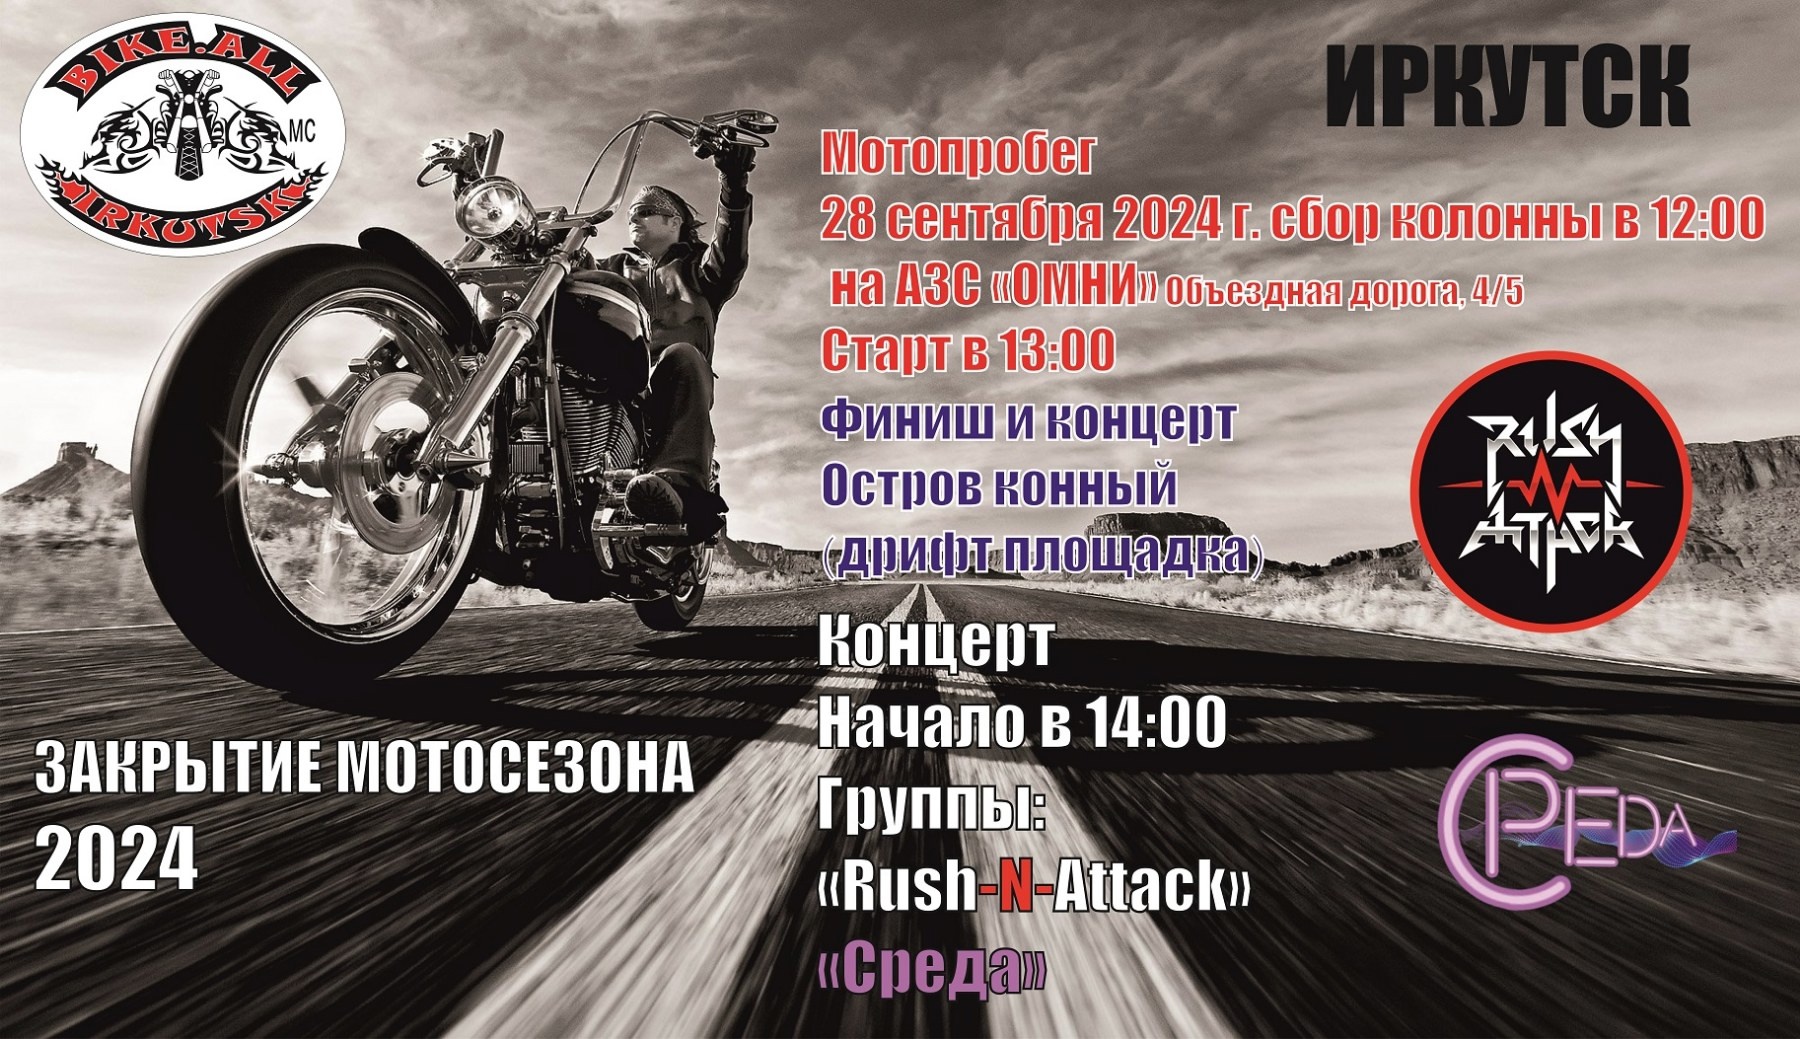 BIKE.ALL
MC
IRKUTSK
ИРКУТСК
Мотопробег
28 сентября 2024 г. сбор колонны в 12:00
на АЗС «ОМНИ» Объездная дорога, 4/5
Старт в 13:00
Финиш и концерт
Остров конный
(дрифт площадка)
RUSH
N
ATTACK
Концерт
Начало в 14:00
Группы:
«Rush-N-Attack»
«Среда»
СРЕДА
ЗАКРЫТИЕ МОТОСЕЗОНА
2024